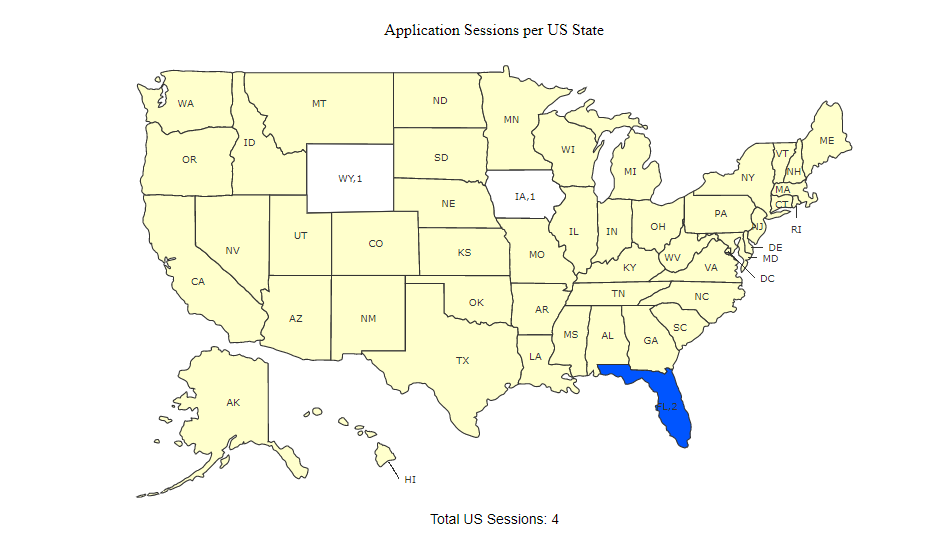 Application Sessions per US State
WA
MT
ND
MN
ME
OR
ID
SD
WI
MI
VT
NH
NY
WY,1
IA,1
MA
NE
CT
PA
RI
NV
UT
CO
IL
IN
OH
NJ
KS
MO
WV
DE
MD
CA
KY
VA
DC
AZ
NM
OK
AR
TN
NC
SC
MS
AL
GA
TX
LA
AK
FL,2
HI
Total US Sessions: 4